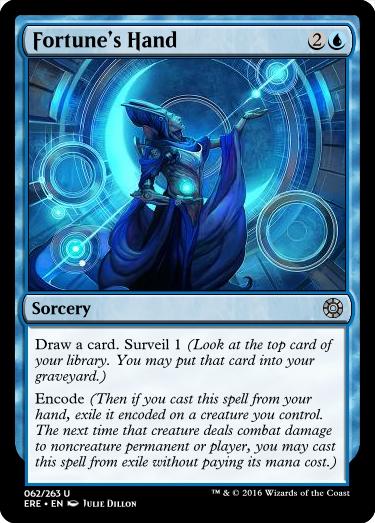 Fortune's Hand 2
Sorcery
Draw a card. Surveil 1 (Look at the top card of
your library. You may put that card into your
graveyard.)
Encode (Then if you cast this spell from your
hand, exile it encoded on a creature you control.
The next time that creature deals combat damage
to noncreature permanent or player, you may cast
this spell from exile without paying its mana cost.)
062/263 U
ERE • EN JULIE DILLON
™ & © 2016 Wizards of the Coast